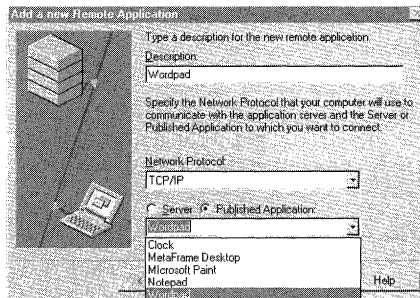 Add a new Remote Application
Type a description for the new remote application.
Description:
Wordpad
Specify the Network Protocol that your computer will use to
communicate with the application server and the Server or
Published Application to which you want to connect.
Network Protocol
TCP/IP
Server Published Application:
Wordpad
Clock
MetaFrame Desktop
Microsoft Paint
Notepad
Wordpad
Help